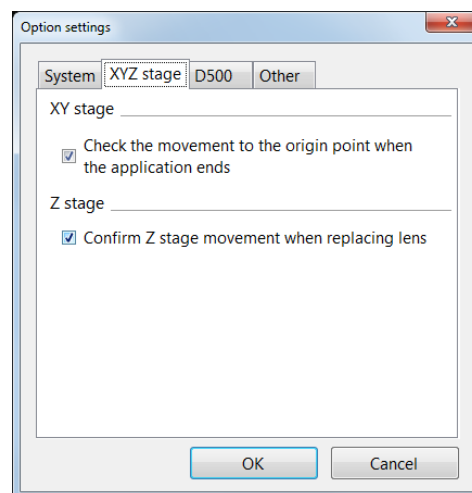 Option settings
System XYZ stage D500 Other
XY stage
Check the movement to the origin point when
the application ends
Z stage
Confirm Z stage movement when replacing lens
OK Cancel